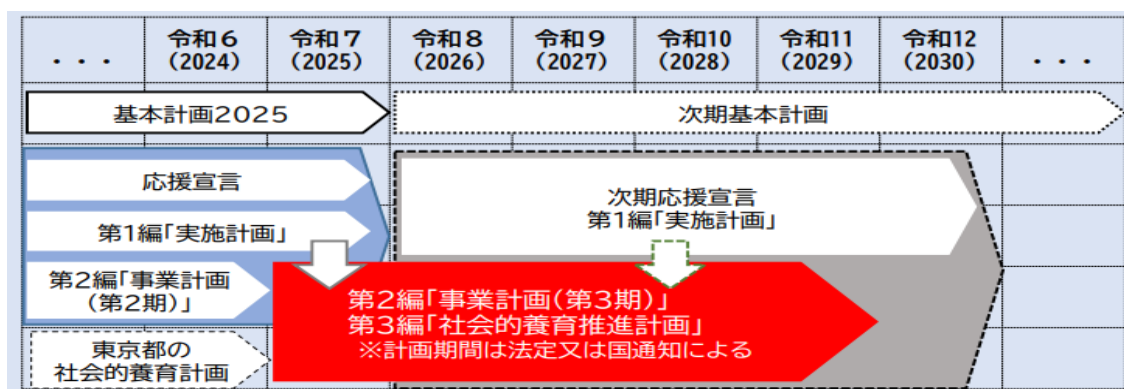 ・・・
令和6
(2024)
令和7
(2025)
令和8
(2026)
令和9
(2027)
令和10
(2028)
令和11
(2029)
令和12
(2030)
・・・
基本計画2025
次期基本計画
応援宣言
第1編「実施計画」
第2編「事業計画
(第2期)」
東京都の
社会的養育計画
次期応援宣言
第1編「実施計画」
第2編「事業計画(第3期)」
第3編「社会的養育推進計画」
※計画期間は法定又は国通知による